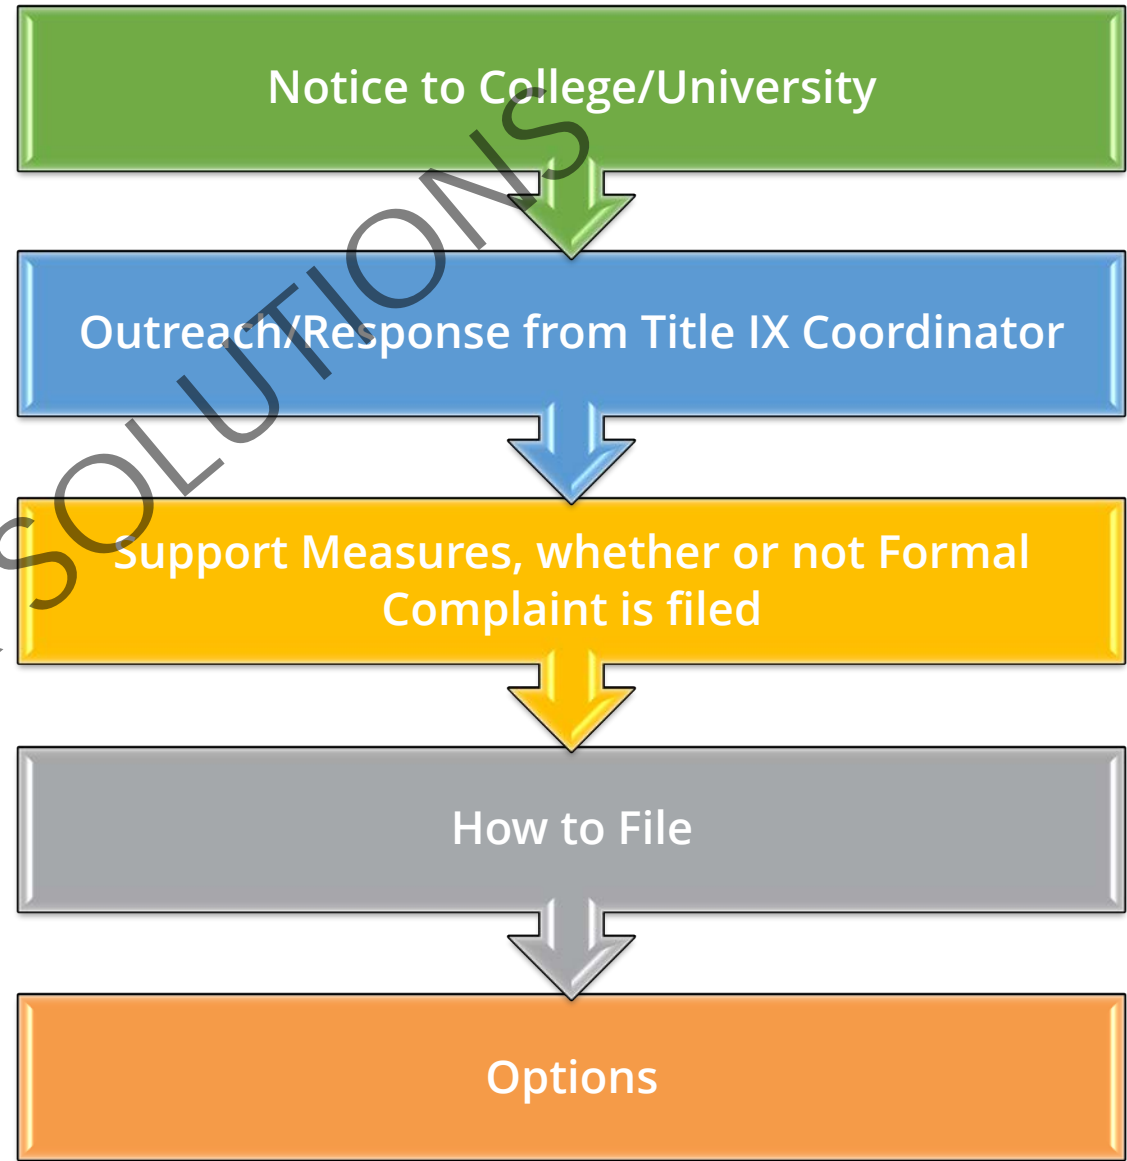 Notice to College/University
Outreach/Response from Title IX Coordinator
Support Measures, whether or not Formal
Complaint is filed
How to File
Options
SOLUTIONS